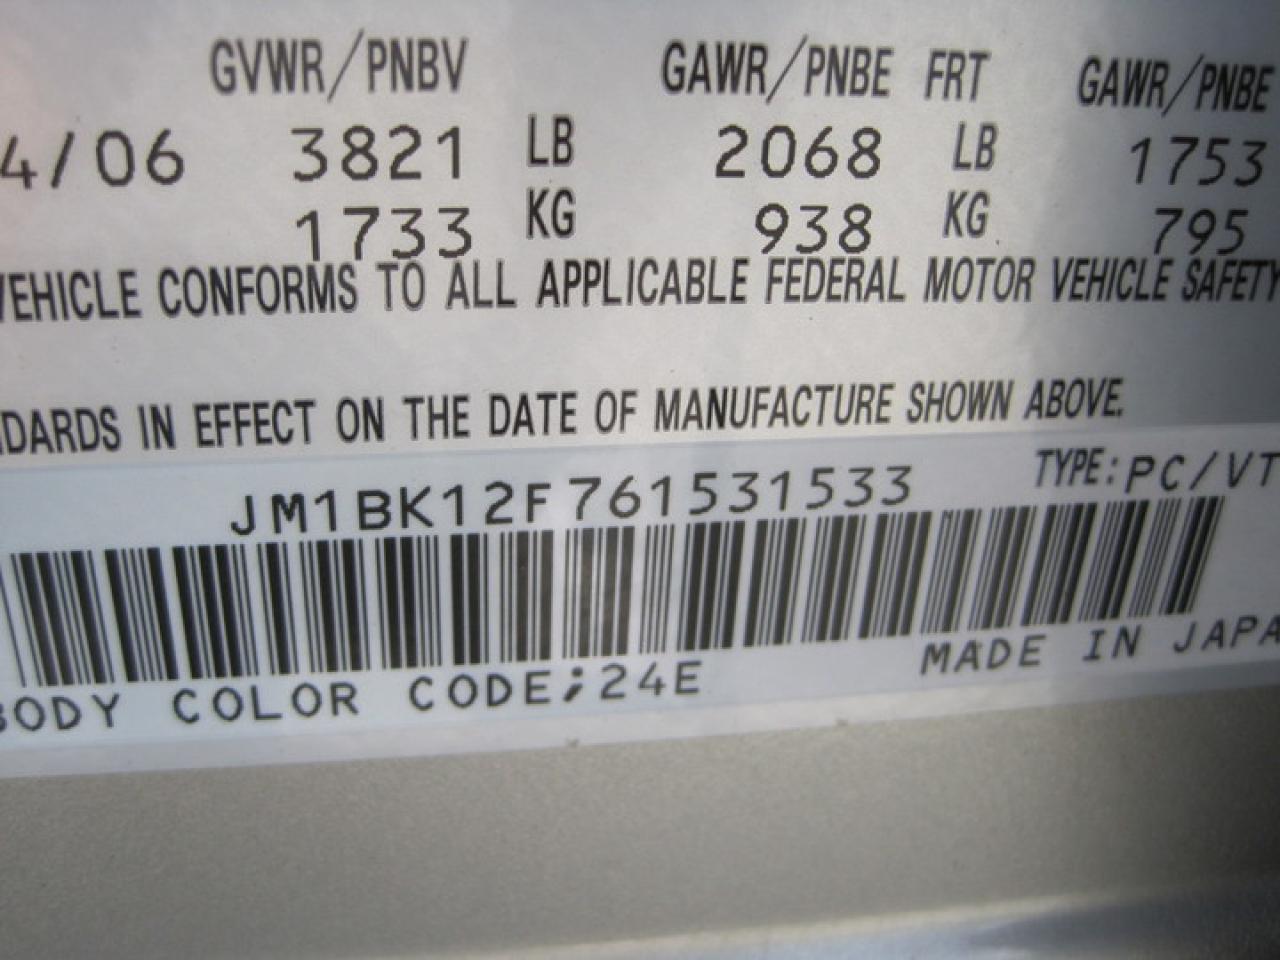 GVWR/PNBV GAWR/PNBE FRT GAWR/PNBE
4/06 3821 LB 2068 LB 1753
1733 KG 938 KG 795
VEHICLE CONFORMS TO ALL APPLICABLE FEDERAL MOTOR VEHICLE SAFETY
DARDS IN EFFECT ON THE DATE OF MANUFACTURE SHOWN ABOVE.
JM1BK12F761531533 TYPE: PC/VT
BODY COLOR CODE;24E MADE IN JAPA